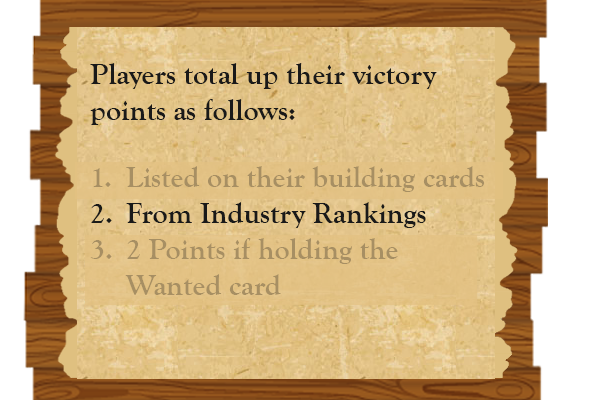 Players total up their victory
points as follows:
1. Listed on their building cards
2. From Industry Rankings
3. 2 Points if holding the
Wanted card